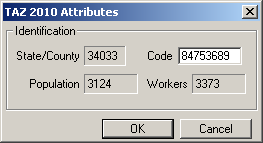 TAZ 2010 Attributes
Identification
State/County 34033 Code 84753689
Population 3124 Workers 3373
OK Cancel